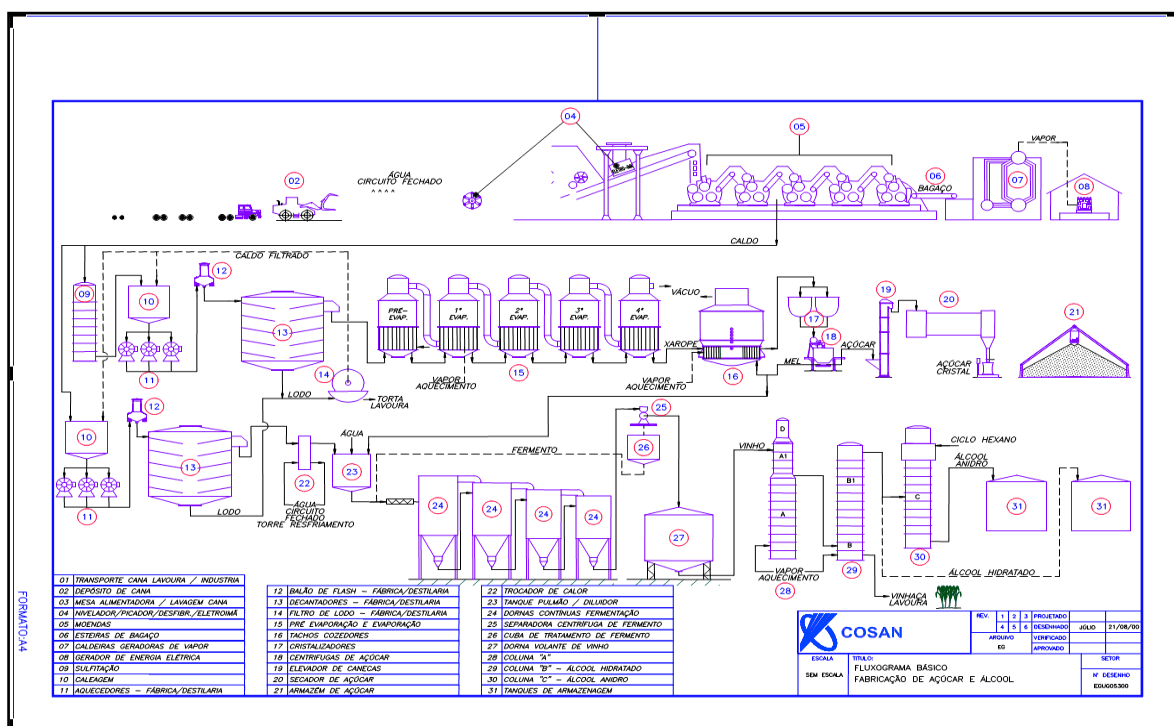 04
05
VAPOR
02
ÁGUA
CIRCUITO FECHADO
06
BAGAÇO
07
08
CALDO
CALDO FILTRADO
12
09
10
13
11
14
PRÉ
EVAP.
1ª
EVAP.
2ª
EVAP.
3ª
EVAP.
4ª
EVAP.
VÁCUO
XAROPE
VAPOR
AQUECIMENTO
15
VAPOR
AQUECIMENTO
16
17
18
AÇÚCAR
MEL
19
20
AÇÚCAR
CRISTAL
21
LODO
TORTA
LAVOURA
12
10
11
13
LODO
ÁGUA
22
23
ÁGUA
CIRCUITO
FECHADO
TORRE RESFRIAMENTO
FERMENTO
25
26
24
24
24
24
27
VINHO
D
A1
A
VAPOR
AQUECIMENTO
28
B1
B
29
C
30
CICLO HEXANO
ÁLCOOL
ANIDRO
31
31
ÁLCOOL HIDRATADO
VINHAÇA
LAVOURA
01 TRANSPORTE CANA LAVOURA / INDUSTRIA
02 DEPÓSITO DE CANA
03 MESA ALIMENTADORA / LAVAGEM CANA
04 NIVELADOR/PICADOR/DESFIBR./ELETROIMÃ
05 MOENDAS
06 ESTEIRAS DE BAGAÇO
07 CALDEIRAS GERADORAS DE VAPOR
08 GERADOR DE ENERGIA ELÉTRICA
09 SULFITAÇÃO
10 CALEAGEM
11 AQUECEDORES – FÁBRICA/DESTILARIA
12 BALÃO DE FLASH – FÁBRICA/DESTILARIA
13 DECANTADORES – FÁBRICA/DESTILARIA
14 FILTRO DE LODO – FÁBRICA/DESTILARIA
15 PRÉ EVAPORAÇÃO E EVAPORAÇÃO
16 TACHOS COZEDORES
17 CRISTALIZADORES
18 CENTRÍFUGAS DE AÇÚCAR
19 ELEVADOR DE CANECAS
20 SECADOR DE AÇÚCAR
21 ARMAZÉM DE AÇÚCAR
22 TROCADOR DE CALOR
23 TANQUE PULMÃO / DILUIDOR
24 DORNAS CONTINUAS FERMENTAÇÃO
25 SEPARADORA CENTRIFUGA DE FERMENTO
26 CUBA DE TRATAMENTO DE FERMENTO
27 DORNA VOLANTE DE VINHO
28 COLUNA "A"
29 COLUNA "B" – ÁLCOOL HIDRATADO
30 COLUNA "C" – ÁLCOOL ANIDRO
31 TANQUES DE ARMAZENAGEM
COSAN
REV. 1 2 3 PROJETADO
4 5 6 DESENHADO JÚLIO 21/08/00
ARQUIVO VERIFICADO
EG APROVADO
ESCALA TÍTULO: SETOR
SEM ESCALA FLUXOGRAMA BÁSICO
FABRICAÇÃO DE AÇÚCAR E ÁLCOOL
Nº DESENHO
EGUG05300
FORMATO:A4